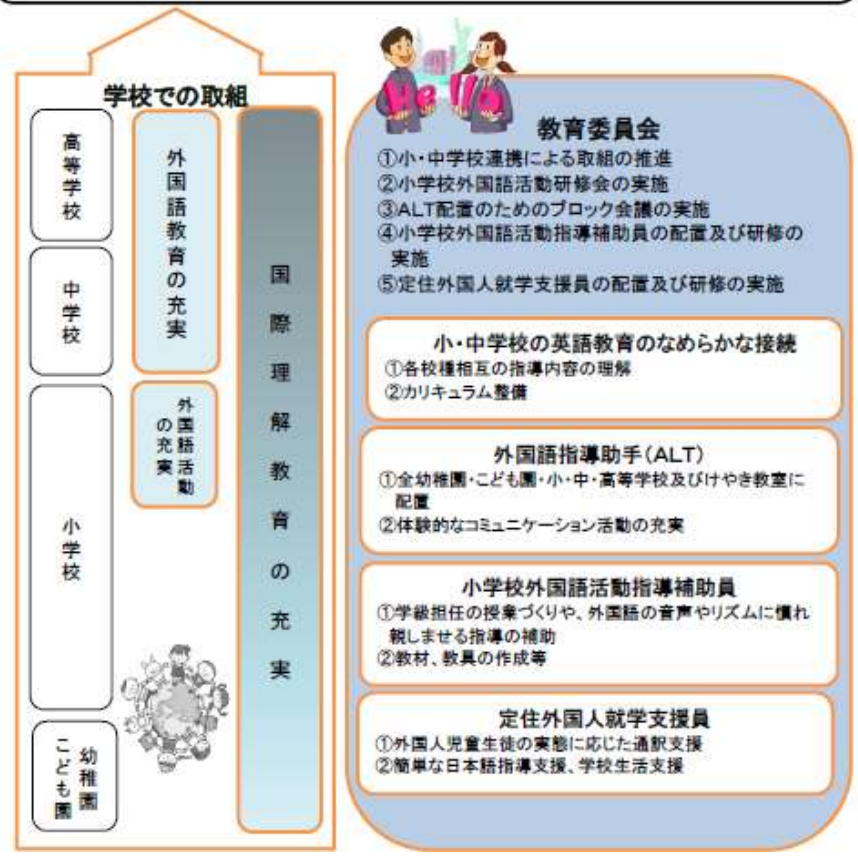 学校での取組
高等学校
中学校
小学校
幼稚園
こども園
外国語教育の充実
外国語活動
の充実
国際理解教育の充実
Hello
教育委員会
①小・中学校連携による取組の推進
②小学校外国語活動研修会の実施
③ALT配置のためのブロック会議の実施
④小学校外国語活動指導補助員の配置及び研修の
実施
⑤定住外国人就学支援員の配置及び研修の実施
小・中学校の英語教育のなめらかな接続
①各校種相互の指導内容の理解
②カリキュラム整備
外国語指導助手(ALT)
①全幼稚園・こども園・小・中・高等学校及びけやき教室に
配置
②体験的なコミュニケーション活動の充実
小学校外国語活動指導補助員
①学級担任の授業づくりや、外国語の音声やリズムに慣れ
親しませる指導の補助
②教材、教具の作成等
定住外国人就学支援員
①外国人児童生徒の実態に応じた通訳支援
②簡単な日本語指導支援、学校生活支援